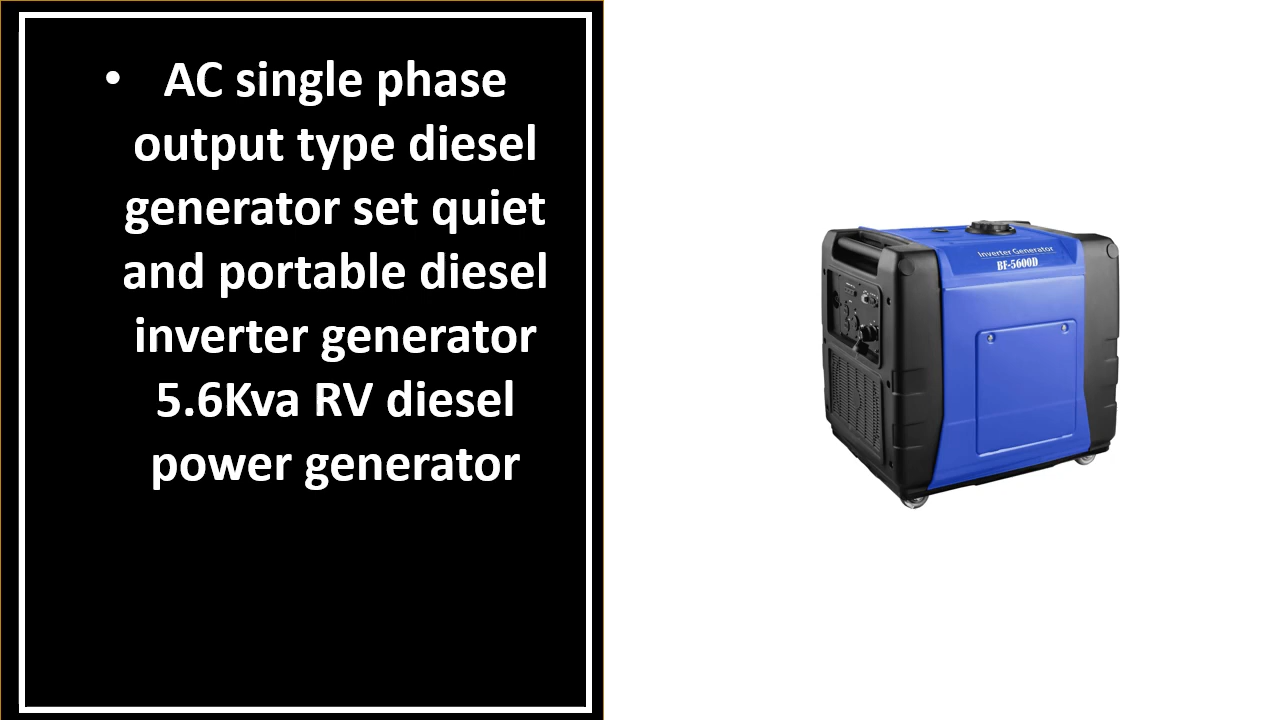 • AC single phase
output type diesel
generator set quiet
and portable diesel
inverter generator
5.6Kva RV diesel
power generator
Inverter Generator
BF-5600D